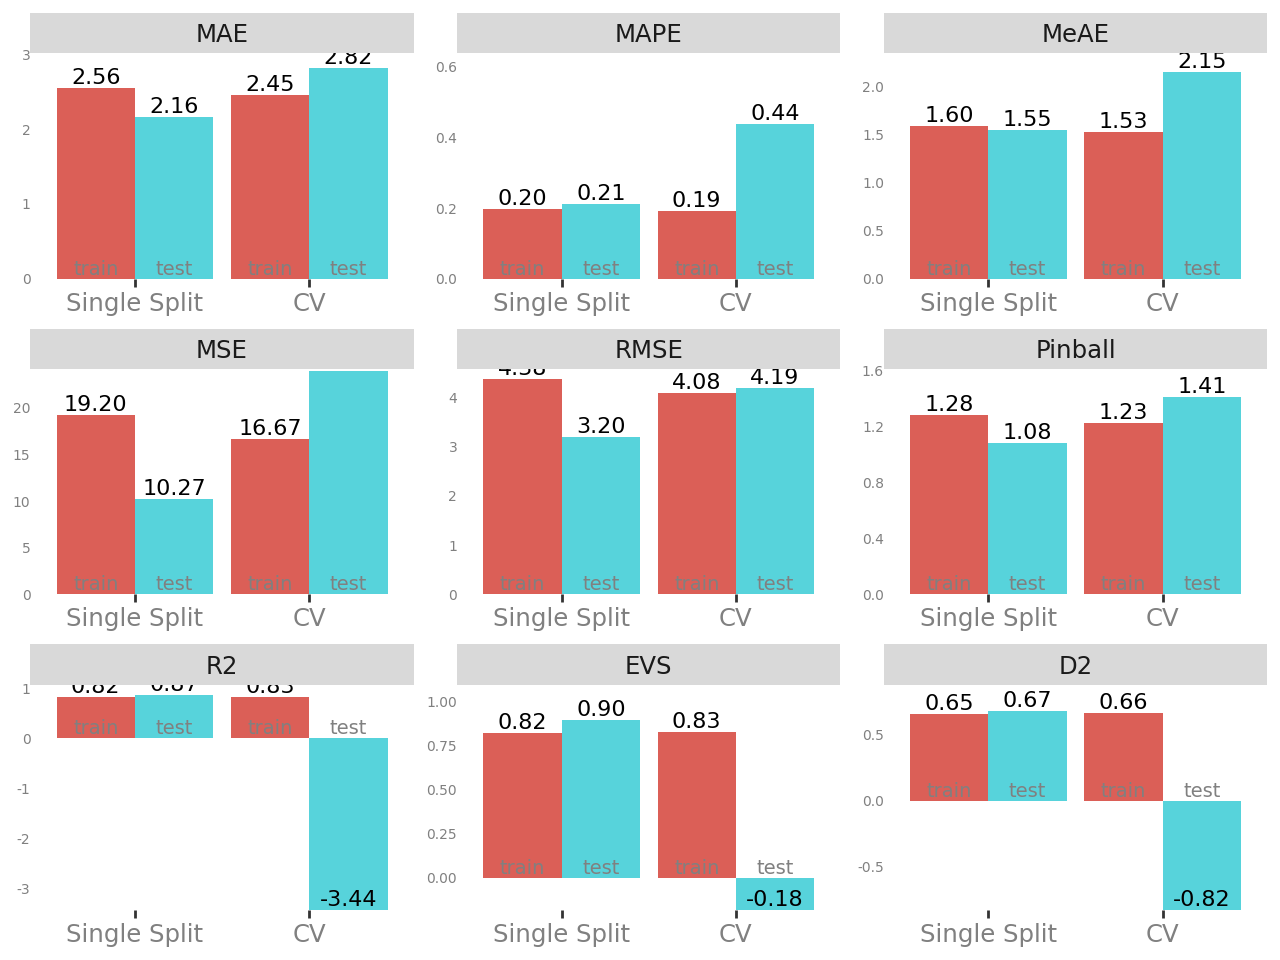 MAE
MAPE
MeAE
3
2
1
0
2.56
2.16
2.45
2.82
train
test
train
test
Single Split
CV
0.6
0.4
0.2
0.0
0.20
0.21
0.19
0.44
train
test
train
test
Single Split
CV
2.0
1.5
1.0
0.5
0.0
1.60
1.55
1.53
2.15
train
test
train
test
Single Split
CV
MSE
RMSE
Pinball
20
15
10
5
0
19.20
10.27
16.67
train
test
train
test
Single Split
CV
4
3
2
1
0
4.38
3.20
4.08
4.19
train
test
train
test
Single Split
CV
1.6
1.2
0.8
0.4
0.0
1.28
1.08
1.23
1.41
train
test
train
test
Single Split
CV
R2
EVS
D2
1
0
-1
-2
-3
0.82
0.87
0.83
-3.44
train
test
train
test
Single Split
CV
1.00
0.75
0.50
0.25
0.00
0.82
0.90
0.83
-0.18
train
test
train
test
Single Split
CV
0.5
0.0
-0.5
0.65
0.67
0.66
-0.82
train
test
train
test
Single Split
CV